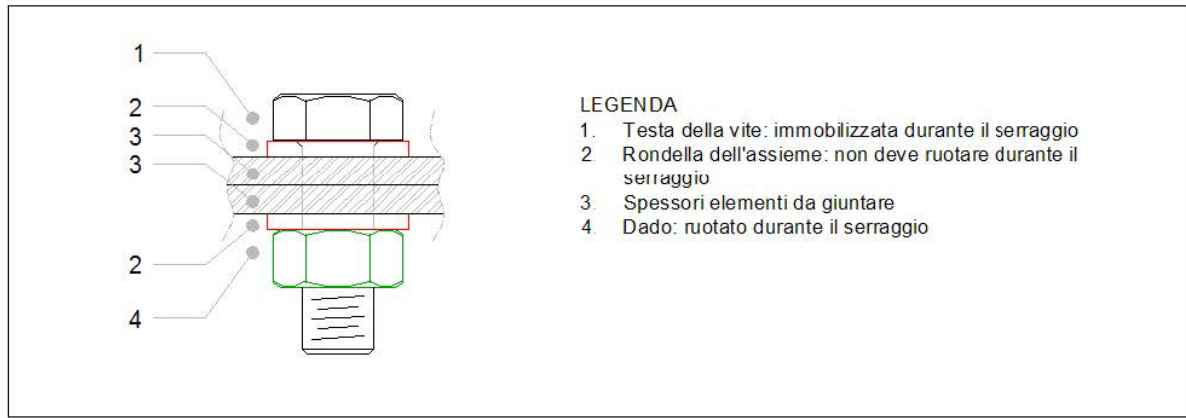 1
2
3
3
2
4
LEGENDA
1. Testa della vite: immobilizzata durante il serraggio
2. Rondella dell'assieme: non deve ruotare durante il
serraggio
3. Spessori elementi da giuntare
4. Dado: ruotato durante il serraggio